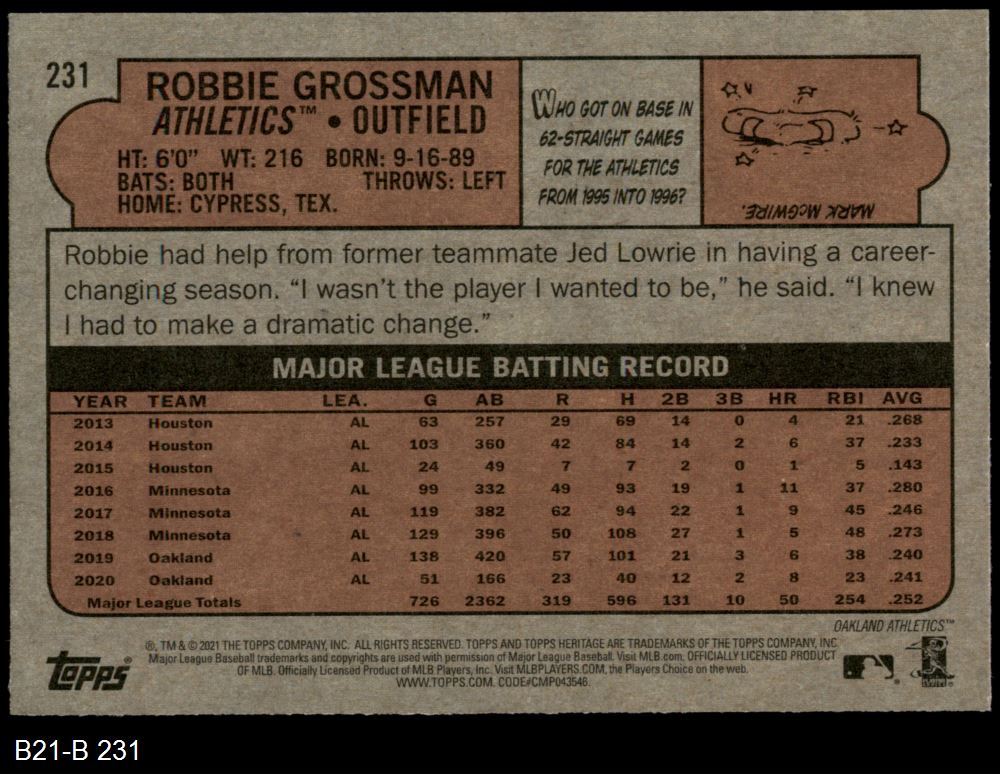 231
ROBBIE GROSSMAN
ATHLETICS™ • OUTFIELD
HT: 6'0" WT: 216 BORN: 9-16-89
BATS: BOTH THROWS: LEFT
HOME: CYPRESS, TEX.
WHO GOT ON BASE IN
62-STRAIGHT GAMES
FOR THE ATHLETICS
FROM 1995 INTO 1996?
MARK McGWIRE.
Robbie had help from former teammate Jed Lowrie in having a career-
changing season. “I wasn’t the player I wanted to be,” he said. “I knew
I had to make a dramatic change.”
MAJOR LEAGUE BATTING RECORD
YEAR TEAM LEA. G AB R H 2B 3B HR RBI AVG
2013 Houston AL 63 257 29 69 14 0 4 21 .268
2014 Houston AL 103 360 42 84 14 2 6 37 .233
2015 Houston AL 24 49 7 7 2 0 1 5 .143
2016 Minnesota AL 99 332 49 93 19 1 11 37 .280
2017 Minnesota AL 119 382 62 94 22 1 9 45 .246
2018 Minnesota AL 129 396 50 108 27 1 5 48 .273
2019 Oakland AL 138 420 57 101 21 3 6 38 .240
2020 Oakland AL 51 166 23 40 12 2 8 23 .241
Major League Totals 726 2362 319 596 131 10 50 254 .252
OAKLAND ATHLETICS™
®, TM & © 2021 THE TOPPS COMPANY, INC. ALL RIGHTS RESERVED. TOPPS AND TOPPS HERITAGE ARE TRADEMARKS OF THE TOPPS COMPANY, INC.
Major League Baseball trademarks and copyrights are used with permission of Major League Baseball. Visit MLB.com. OFFICIALLY LICENSED PRODUCT
OF MLB. Officially Licensed Product of MLB Players, Inc. Visit MLBPLAYERS.COM, the Players Choice on the web.
WWW.TOPPS.COM. CODE#CMP043546.
TOPPS®
B21-B 231